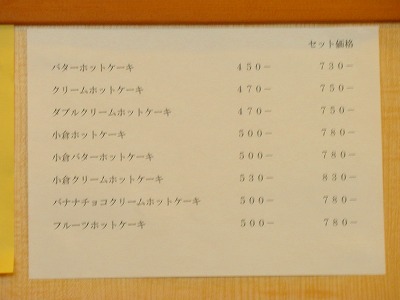 セット価格
バターホットケーキ ４５０－ ７３０－
クリームホットケーキ ４７０－ ７５０－
ダブルクリームホットケーキ ４７０－ ７５０－
小倉ホットケーキ ５００－ ７８０－
小倉バターホットケーキ ５００－ ７８０－
小倉クリームホットケーキ ５３０－ ８３０－
バナナチョコクリームホットケーキ ５００－ ７８０－
フルーツホットケーキ ５００－ ７８０－